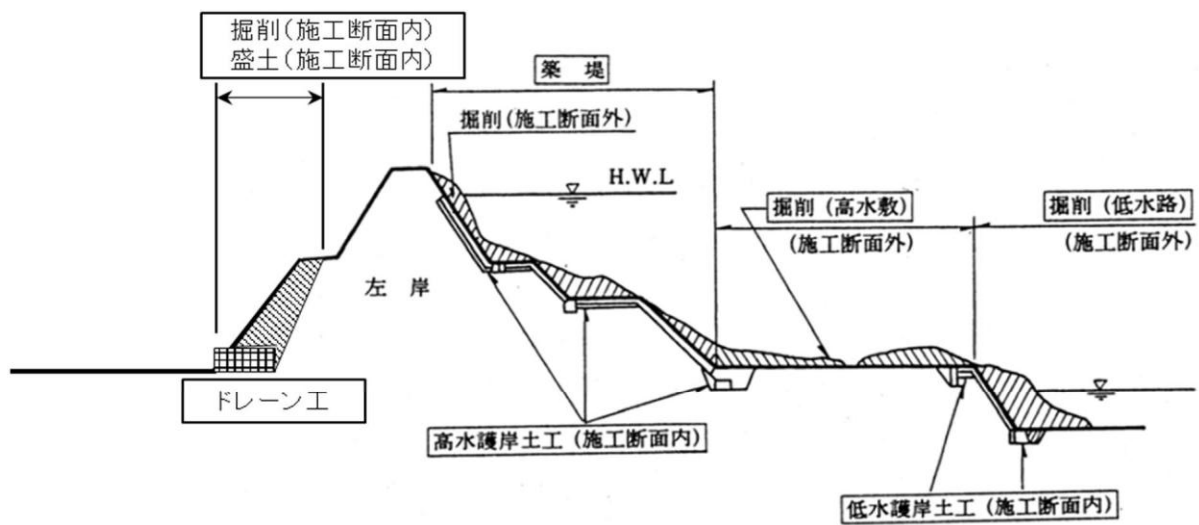 掘削(施工断面内)
盛土(施工断面内)
築 堤
掘削(施工断面外)
H.W.L
掘削(高水敷)
(施工断面外)
掘削(低水路)
(施工断面外)
左 岸
ドレーン工
高水護岸土工(施工断面内)
低水護岸土工(施工断面内)